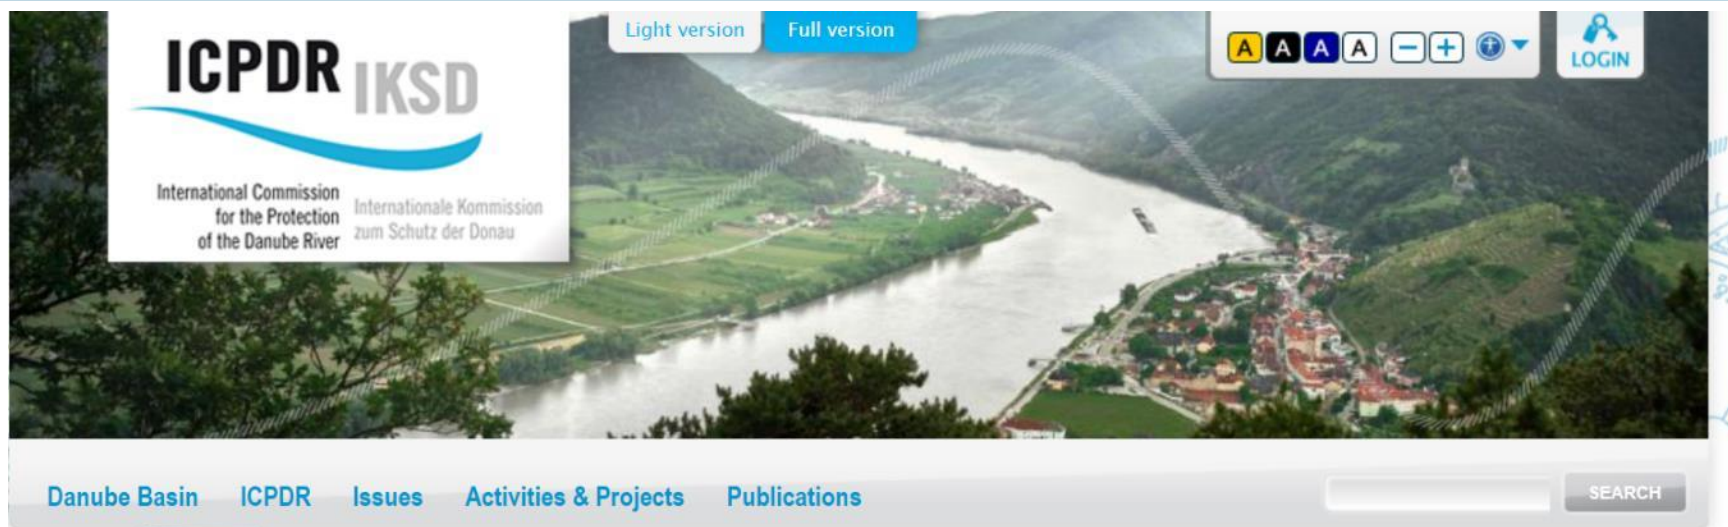 Light version
Full version
A A A A
LOGIN
ICPDR IKSD
International Commission
for the Protection
of the Danube River
Internationale Kommission
zum Schutz der Donau
Danube Basin
ICPDR
Issues
Activities & Projects
Publications
SEARCH